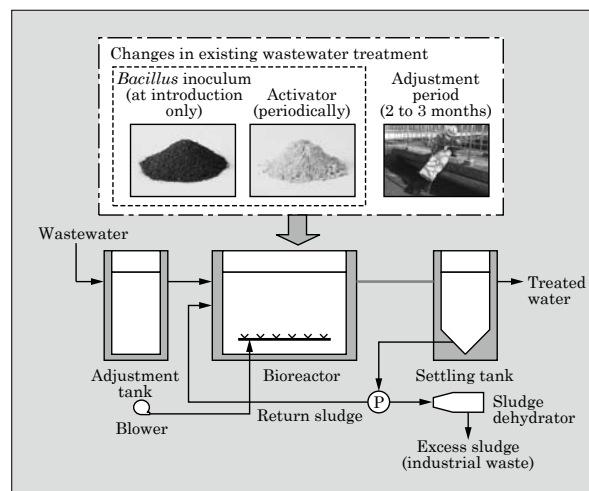 Changes in existing wastewater treatment
Bacillus inoculum
(at introduction
only)
Activator
(periodically)
Adjustment
period
(2 to 3 months)
Wastewater
Treated
water
Adjustment
tank
Bioreactor
Settling tank
Blower
Return sludge
P
Sludge
dehydrator
Excess sludge
(industrial waste)